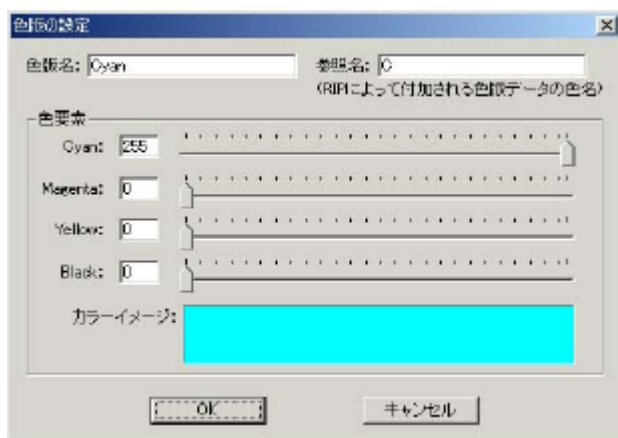 色版の設定
色版名: Cyan
参照名: C
(RIPによって付加される色版データの色名)
色要素
Cyan: 255
Magenta: 0
Yellow: 0
Black: 0
カラーイメージ:
OK
キャンセル